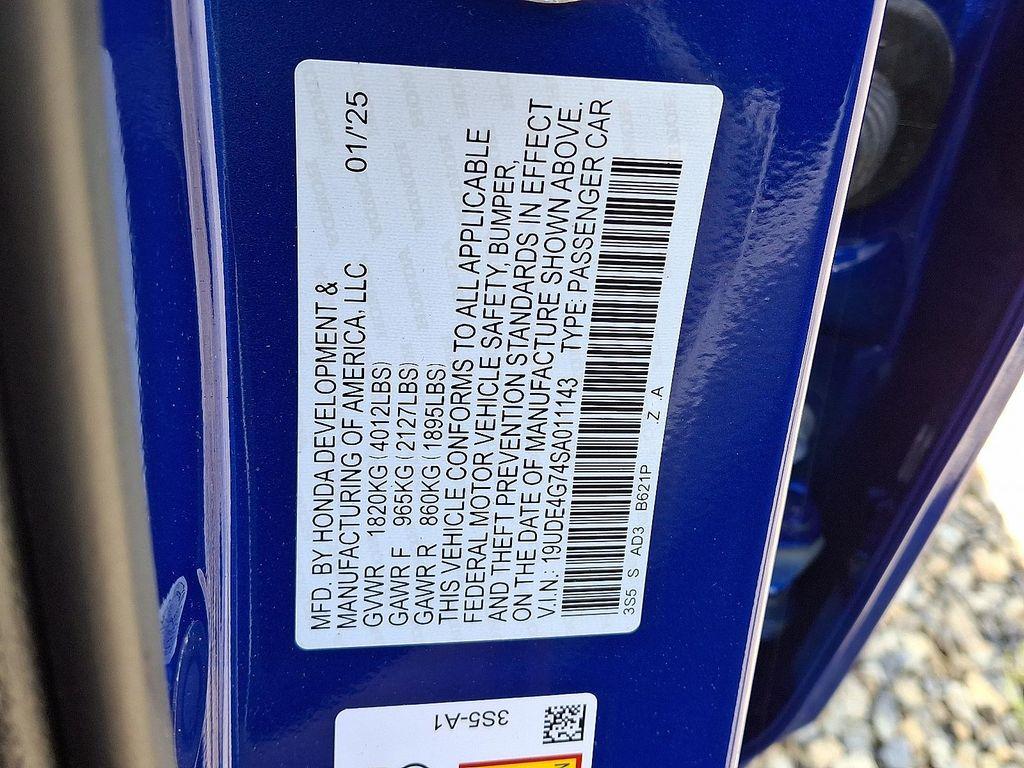 MFD. BY HONDA DEVELOPMENT &
MANUFACTURING OF AMERICA, LLC 01/'25
GVWR 1820KG (4012LBS)
GAWR F 965KG (2127LBS)
GAWR R 860KG (1895LBS)
THIS VEHICLE CONFORMS TO ALL APPLICABLE
FEDERAL MOTOR VEHICLE SAFETY, BUMPER,
AND THEFT PREVENTION STANDARDS IN EFFECT
ON THE DATE OF MANUFACTURE SHOWN ABOVE.
V.I.N. 19UDE4G74SA011143 TYPE: PASSENGER CAR
3S5 S AD3 B621P Z A
3S5-A1